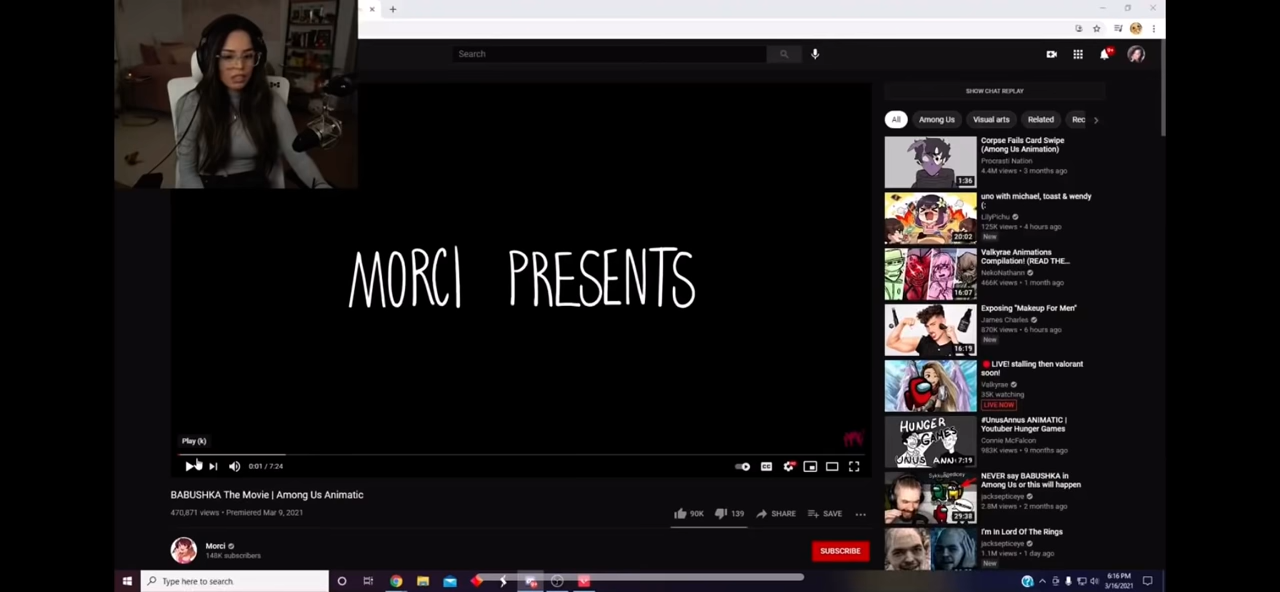 Search
SHOW CHAT REPLAY
All
Among Us
Visual arts
Related
Rec
MORCI PRESENTS
Play (k)
0:01 / 7:24
BABUSHKA The Movie | Among Us Animatic
470,871 views • Premiered Mar 9, 2021
90K
139
SHARE
SAVE
Morci
148K subscribers
SUBSCRIBE
1:36
Corpse Fails Card Swipe
(Among Us Animation)
Procrasti Nation
4.4M views • 3 months ago
20:02
uno with michael, toast & wendy
(:
LilyPichu
125K views • 4 hours ago
New
16:07
Valkyrae Animations
Compilation! (READ THE...
NekoNathann
466K views • 1 month ago
16:19
Exposing "Makeup For Men"
James Charles
870K views • 6 hours ago
New
LIVE! stalling then valorant
soon!
Valkyrae
35K watching
LIVE NOW
HUNGER
GAMES
UNUS ANN
7:19
#UnusAnnus ANIMATIC |
Youtuber Hunger Games
Connie McFalcon
983K views • 9 months ago
29:38
NEVER say BABUSHKA in
Among Us or this will happen
jacksepticeye
2.8M views • 2 months ago
I'm In Lord Of The Rings
jacksepticeye
1.1M views • 1 day ago
New
Type here to search
6:16 PM
3/16/2021